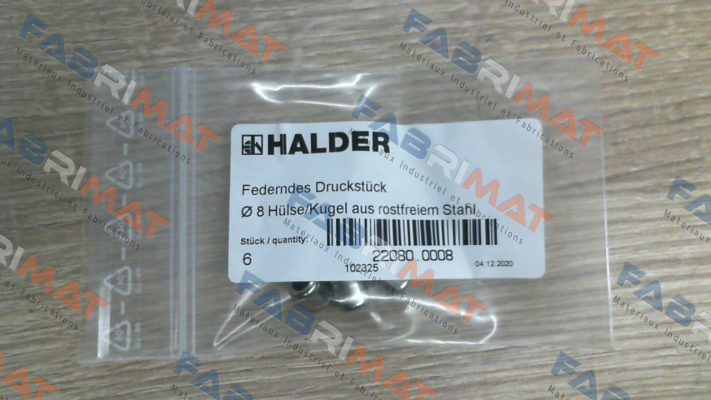 HALDER
Federndes Druckstück
Ø 8 Hülse/Kugel aus rostfreiem Stahl
Stück / quantity:
6
22080.0008
102325
04.12.2020
FABRIMAT
Materiaux Industriel et Fabrications